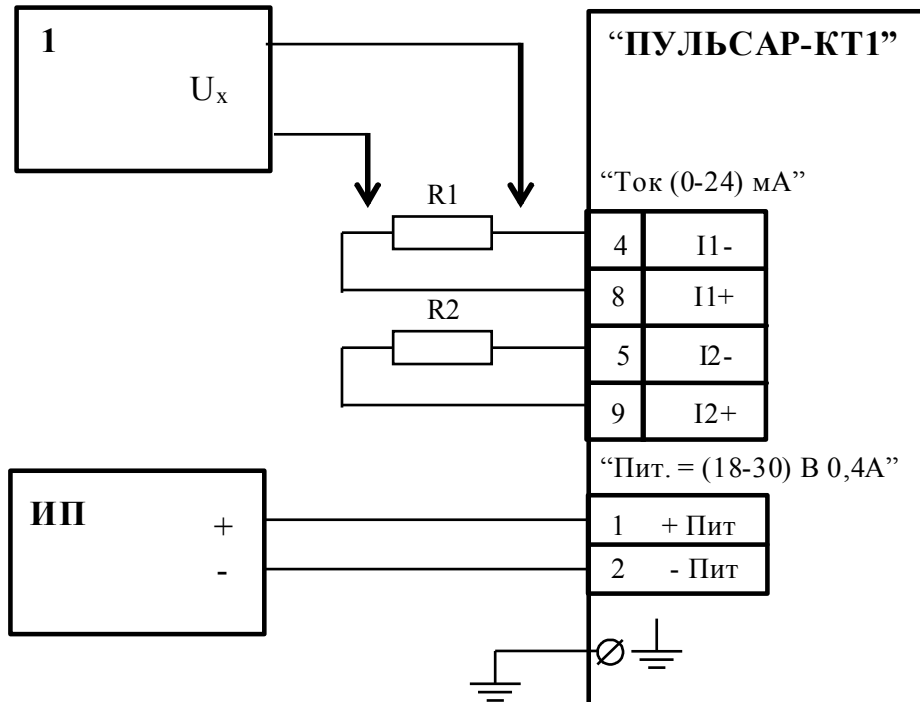 1
Uₓ
“ПУЛЬСАР-КТ1”
“Ток (0-24) мА”
R1
4 I1-
8 I1+
R2
5 I2-
9 I2+
“Пит. = (18-30) В 0,4А”
ИП
+
-
1 + Пит
2 - Пит